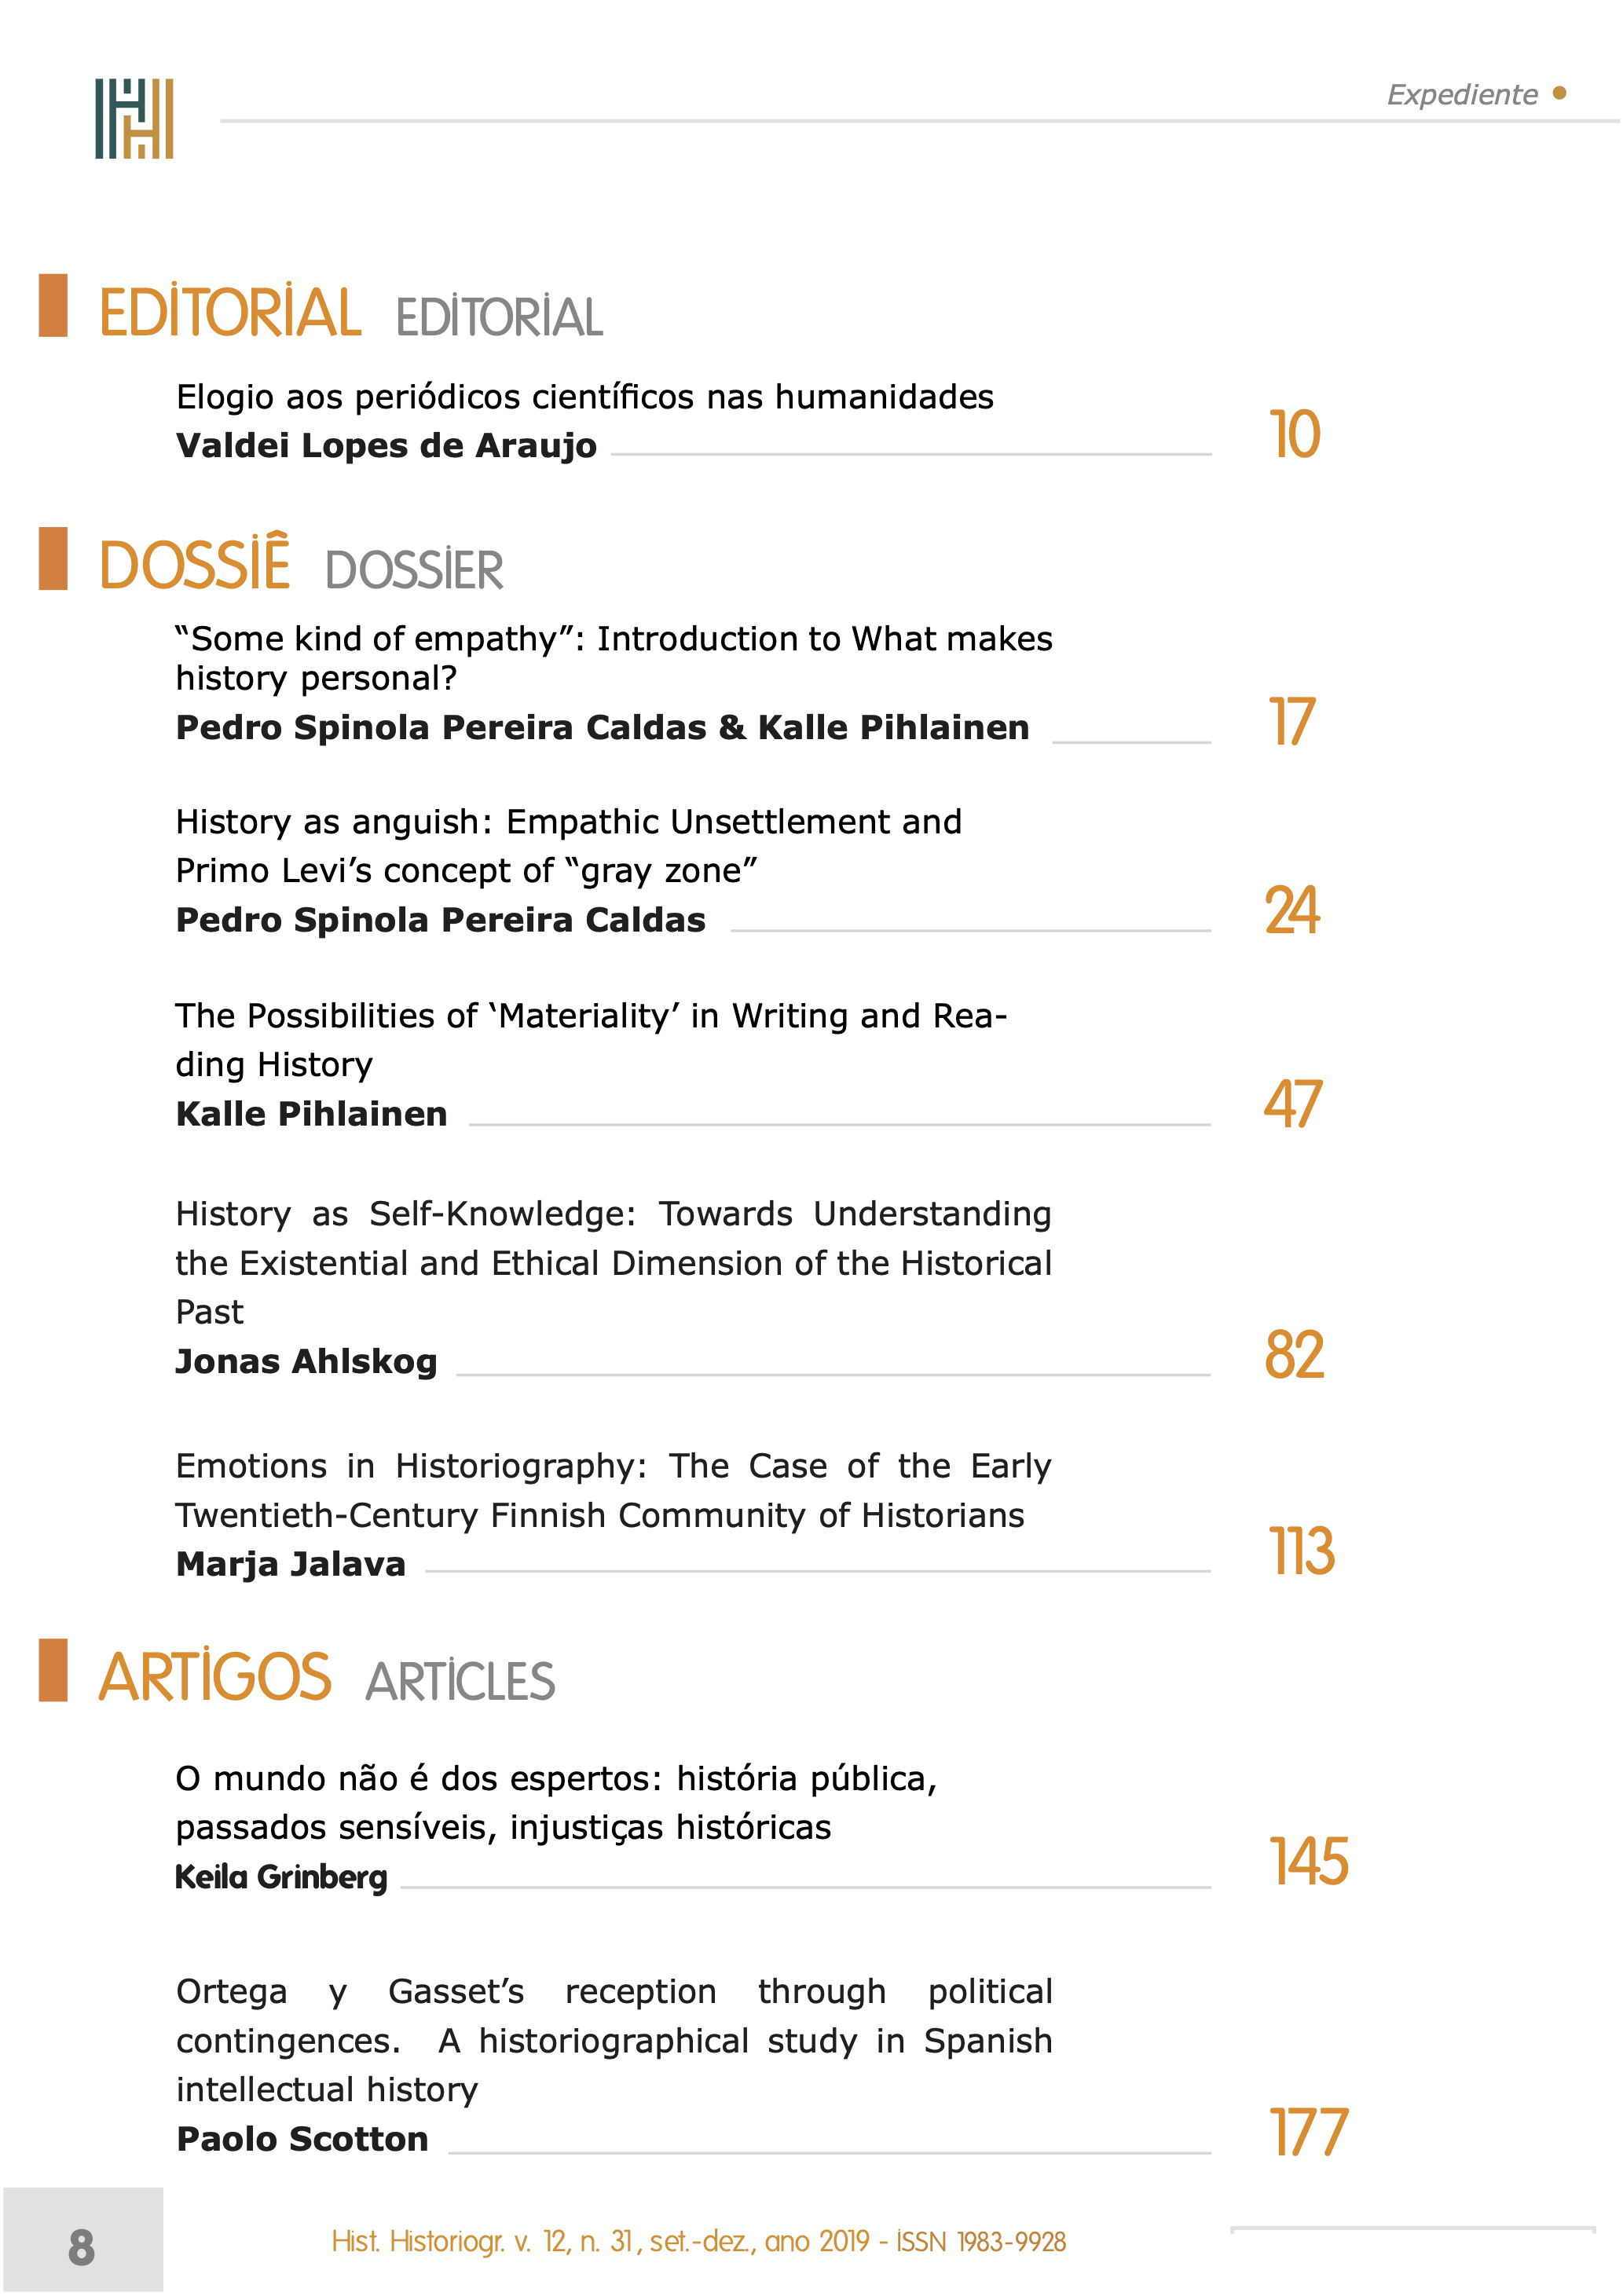 Expediente
EDITORIAL EDITORIAL
Elogio aos periódicos científicos nas humanidades
Valdei Lopes de Araujo
10
DOSSIÊ DOSSIER
“Some kind of empathy”: Introduction to What makes
history personal?
Pedro Spinola Pereira Caldas & Kalle Pihlainen
17
History as anguish: Empathic Unsettlement and
Primo Levi’s concept of “gray zone”
Pedro Spinola Pereira Caldas
24
The Possibilities of ‘Materiality’ in Writing and Rea-
ding History
Kalle Pihlainen
47
History as Self-Knowledge: Towards Understanding
the Existential and Ethical Dimension of the Historical
Past
Jonas Ahlskog
82
Emotions in Historiography: The Case of the Early
Twentieth-Century Finnish Community of Historians
Marja Jalava
113
ARTIGOS ARTICLES
O mundo não é dos espertos: história pública,
passados sensíveis, injustiças históricas
Keila Grinberg
145
Ortega y Gasset’s reception through political
contingences. A historiographical study in Spanish
intellectual history
Paolo Scotton
177
8
Hist. Historiogr. v. 12, n. 31, set.-dez., ano 2019 - ISSN 1983-9928